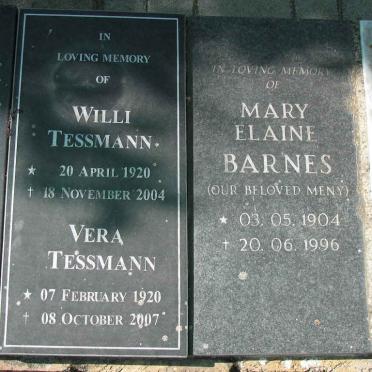 IN
LOVING MEMORY
OF
WILLI
TESSMANN
★ 20 APRIL 1920
† 18 NOVEMBER 2004
VERA
TESSMANN
★ 07 FEBRUARY 1920
† 08 OCTOBER 2007
IN LOVING MEMORY
OF
MARY
ELAINE
BARNES
(OUR BELOVED MENY)
★ 03. 05. 1904
† 20. 06. 1996